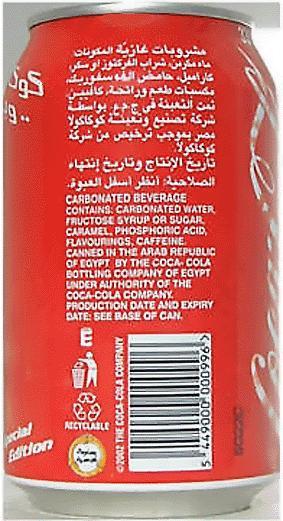 مشروبات غازية المكونات
ماء مكربن، شراب الفركتوز أو سكر،
كاراميل، حامض الفوسفوريك،
مكسبات طعم ورائحة، كافيين.
تمت التعبئة في ج.م.ع. بواسطة
شركة تصنيع وتعبئة كوكاكولا
مصر بموجب ترخيص من شركة
كوكاكولا.
تاريخ الإنتاج وتاريخ إنتهاء
الصلاحية: أنظر أسفل العبوة.
CARBONATED BEVERAGE
CONTAINS: CARBONATED WATER,
FRUCTOSE SYRUP OR SUGAR,
CARAMEL, PHOSPHORIC ACID,
FLAVOURINGS, CAFFEINE.
CANNED IN THE ARAB REPUBLIC
OF EGYPT BY THE COCA- COLA
BOTTLING COMPANY OF EGYPT
UNDER AUTHORITY OF THE
COCA-COLA COMPANY.
PRODUCTION DATE AND EXPIRY
DATE: SEE BASE OF CAN.
E
RECYCLABLE
©2002 THE COCA-COLA COMPANY
5 449000 000996
Special
Edition